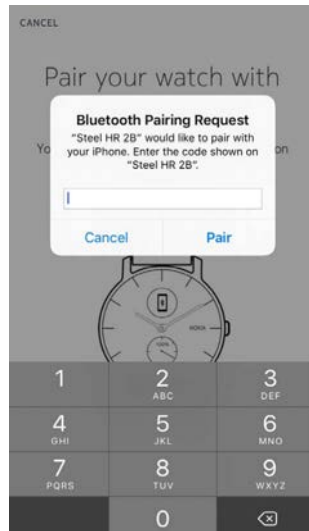 CANCEL
Pair your watch with
Bluetooth Pairing Request
"Steel HR 2B" would like to pair with
your iPhone. Enter the code shown on
"Steel HR 2B".
Yo
on
Cancel
Pair
NOKIA
100%
1
2
ABC
3
DEF
4
GHI
5
JKL
6
MNO
7
PQRS
8
TUV
9
WXYZ
0